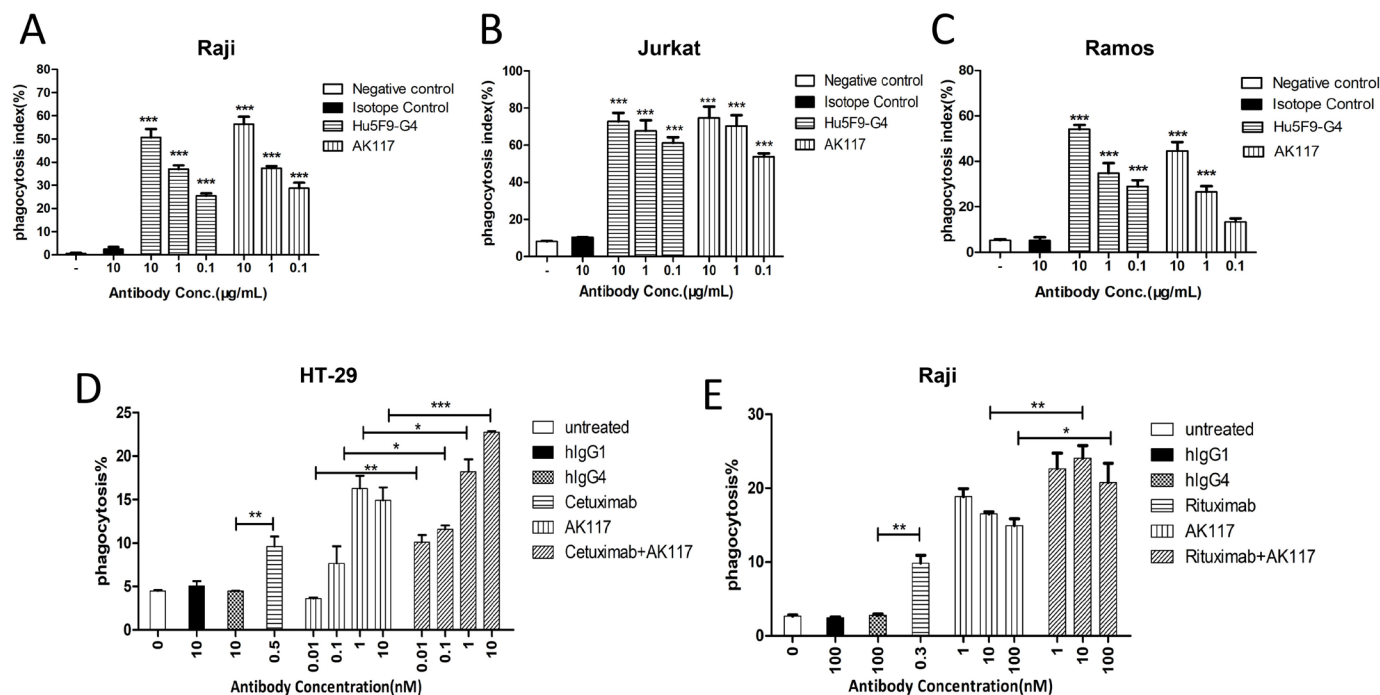 A
Raji
phagocytosis index(%)
80
70
60
50
40
30
20
10
0
***
***
***
***
***
***
Negative control
Isotope Control
Hu5F9-G4
AK117
- 10 10 1 0.1 10 1 0.1
Antibody Conc.(μg/mL)
B
Jurkat
phagocytosis index(%)
100
80
60
40
20
0
***
***
***
***
***
***
Negative control
Isotope Control
Hu5F9-G4
AK117
- 10 10 1 0.1 10 1 0.1
Antibody Conc.(μg/mL)
C
Ramos
phagocytosis index(%)
80
60
40
20
0
***
***
***
***
***
Negative control
Isotope Control
Hu5F9-G4
AK117
- 10 10 1 0.1 10 1 0.1
Antibody Conc.(μg/mL)
D
HT-29
phagocytosis%
25
20
15
10
5
0
***
*
*
**
**
untreated
hIgG1
hIgG4
Cetuximab
AK117
Cetuximab+AK117
0 10 10 0.5 0.01 0.1 1 10 0.01 0.1 1 10
Antibody Concentration(nM)
E
Raji
phagocytosis%
30
20
10
0
**
*
**
untreated
hIgG1
hIgG4
Rituximab
AK117
Rituximab+AK117
0 100 100 0.3 1 10 100 1 10 100
Antibody Concentration(nM)